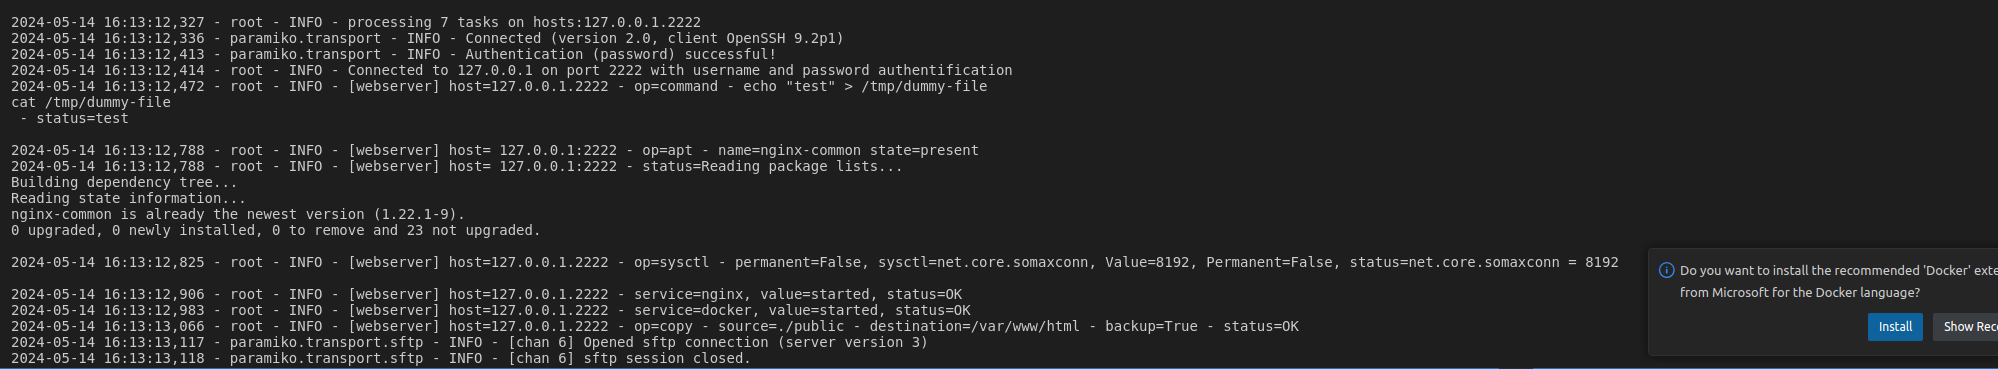 2024-05-14 16:13:12,327 - root - INFO - processing 7 tasks on hosts:127.0.0.1.2222
2024-05-14 16:13:12,336 - paramiko.transport - INFO - Connected (version 2.0, client OpenSSH 9.2p1)
2024-05-14 16:13:12,413 - paramiko.transport - INFO - Authentication (password) successful!
2024-05-14 16:13:12,414 - root - INFO - Connected to 127.0.0.1 on port 2222 with username and password authentification
2024-05-14 16:13:12,472 - root - INFO - [webserver] host=127.0.0.1.2222 - op=command - echo "test" > /tmp/dummy-file
cat /tmp/dummy-file
 - status=test
2024-05-14 16:13:12,788 - root - INFO - [webserver] host= 127.0.0.1:2222 - op=apt - name=nginx-common state=present
2024-05-14 16:13:12,788 - root - INFO - [webserver] host= 127.0.0.1:2222 - status=Reading package lists...
Building dependency tree...
Reading state information...
nginx-common is already the newest version (1.22.1-9).
0 upgraded, 0 newly installed, 0 to remove and 23 not upgraded.
2024-05-14 16:13:12,825 - root - INFO - [webserver] host=127.0.0.1.2222 - op=sysctl - permanent=False, sysctl=net.core.somaxconn, Value=8192, Permanent=False, status=net.core.somaxconn = 8192
2024-05-14 16:13:12,906 - root - INFO - [webserver] host=127.0.0.1.2222 - service=nginx, value=started, status=OK
2024-05-14 16:13:12,983 - root - INFO - [webserver] host=127.0.0.1.2222 - service=docker, value=started, status=OK
2024-05-14 16:13:13,066 - root - INFO - [webserver] host=127.0.0.1.2222 - op=copy - source=./public - destination=/var/www/html - backup=True - status=OK
2024-05-14 16:13:13,117 - paramiko.transport.sftp - INFO - [chan 6] Opened sftp connection (server version 3)
2024-05-14 16:13:13,118 - paramiko.transport.sftp - INFO - [chan 6] sftp session closed.
Do you want to install the recommended 'Docker' exte
from Microsoft for the Docker language?
Install Show Rec